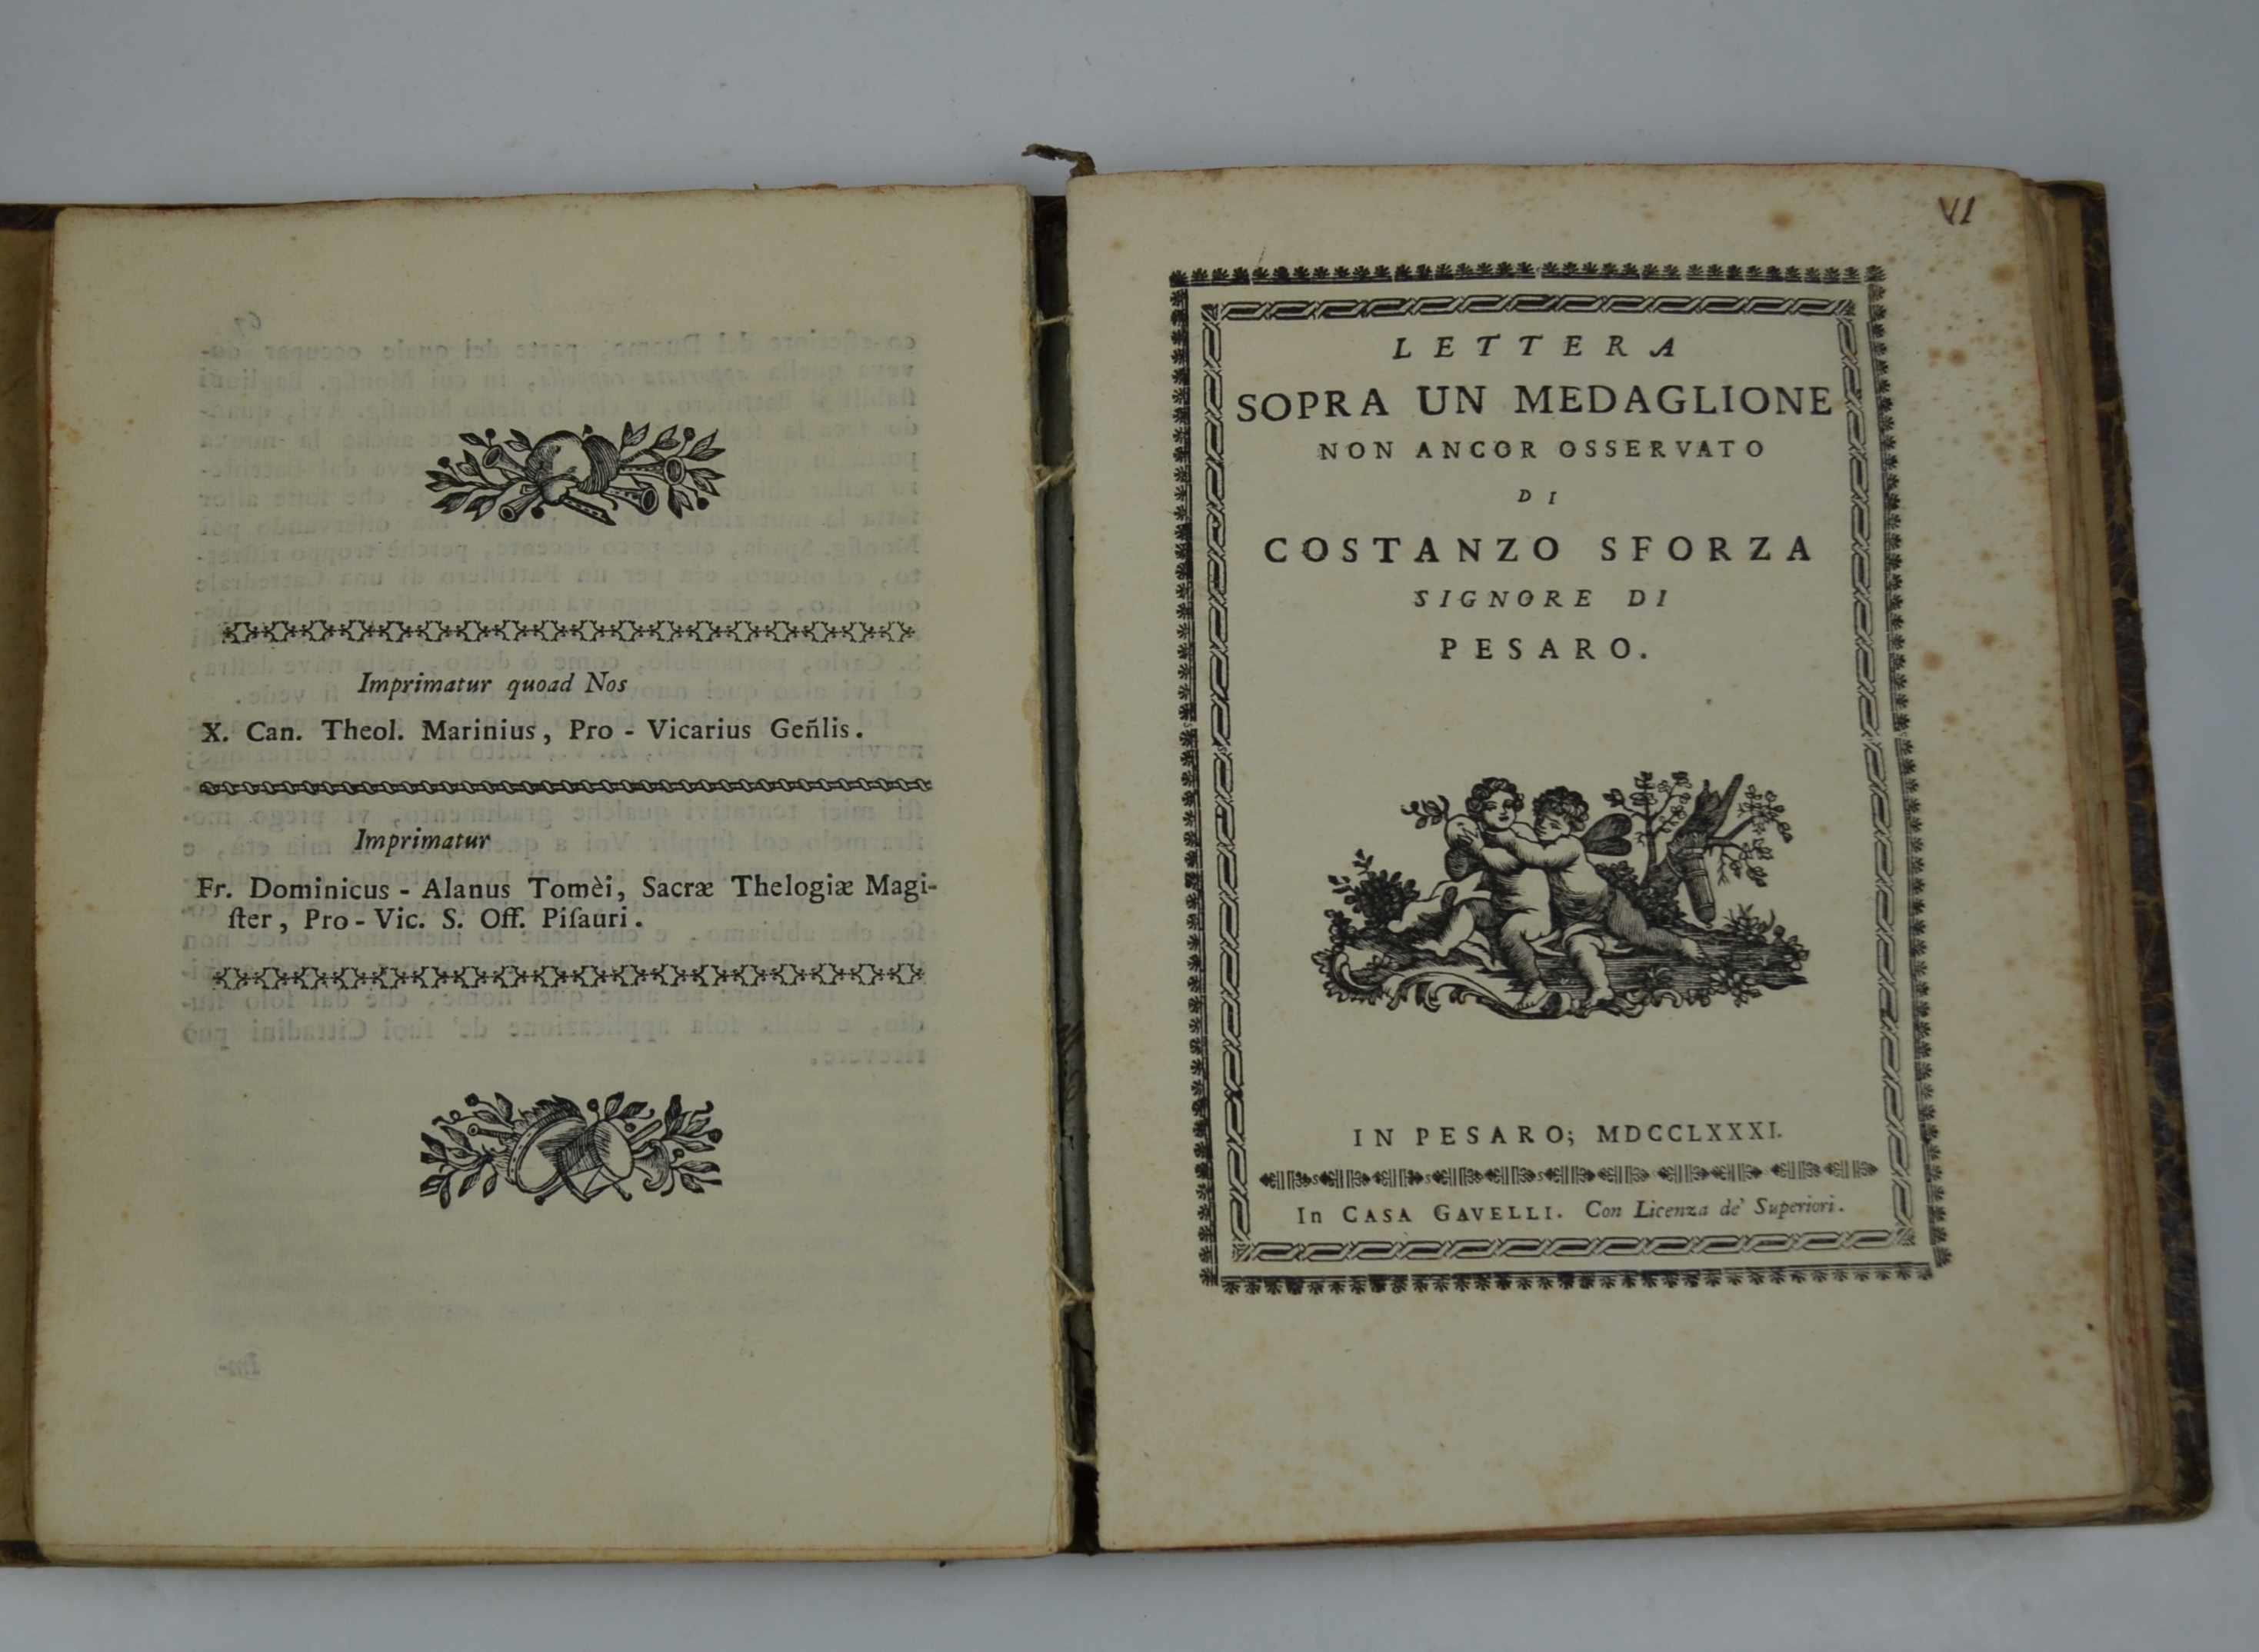 Imprimatur quoad Nos
X. Can. Theol. Marinius, Pro - Vicarius Geñlis.
Imprimatur
Fr. Dominicus - Alanus Tomèi, Sacræ Thelogiæ Magi-
ſter, Pro - Vic. S. Off. Piſauri.
VI
LETTERA
SOPRA UN MEDAGLIONE
NON ANCOR OSSERVATO
DI
COSTANZO SFORZA
SIGNORE DI
PESARO.
IN PESARO; MDCCLXXXI.
In CASA GAVELLI. Con Licenza de' Superiori.